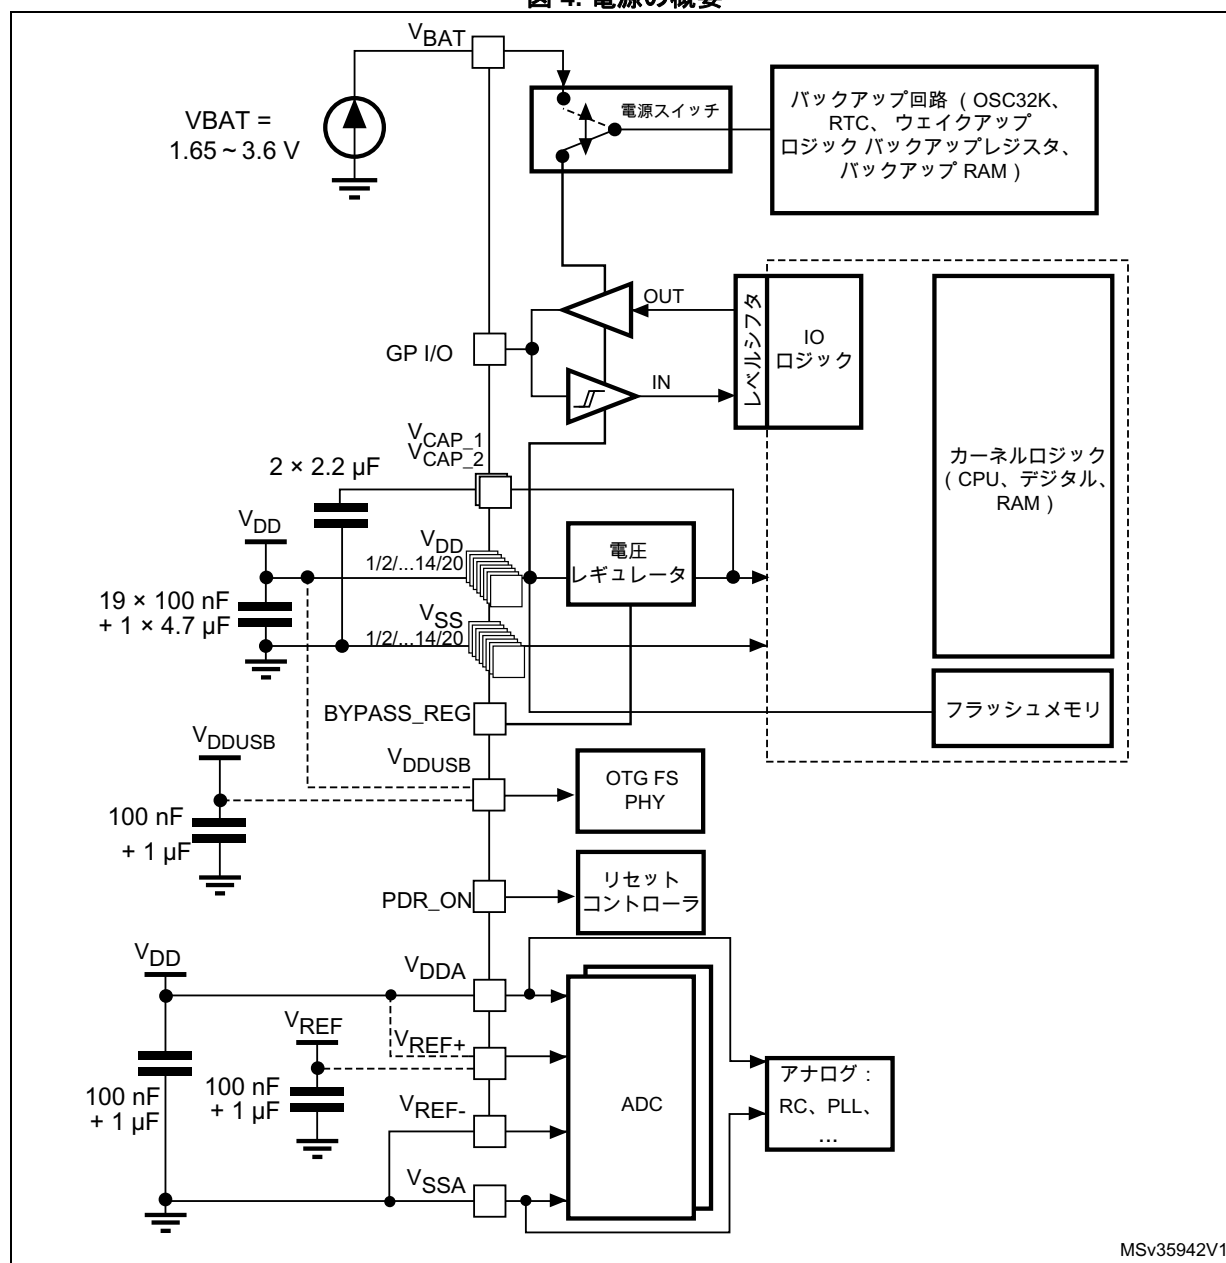 図 4. 電源の概要
VBAT
VBAT =
1.65 ~ 3.6 V
電源スイッチ
バックアップ回路 ( OSC32K、
RTC、 ウェイクアップ
ロジック バックアップレジスタ、
バックアップ RAM )
OUT
GP I/O
IN
レベルシフタ
IO
ロジック
カーネルロジック
( CPU、デジタル、
RAM )
VCAP_1
VCAP_2
2 × 2.2 μF
VDD
VDD
1/2/...14/20
電圧
レギュレータ
19 × 100 nF
+ 1 × 4.7 μF
VSS
1/2/...14/20
BYPASS_REG
フラッシュメモリ
VDDUSB
VDDUSB
100 nF
+ 1 μF
OTG FS
PHY
PDR_ON
リセット
コントローラ
VDD
VDDA
VREF
VREF+
100 nF
+ 1 μF
100 nF
+ 1 μF
VREF-
ADC
アナログ :
RC、PLL、
...
VSSA
MSv35942V1